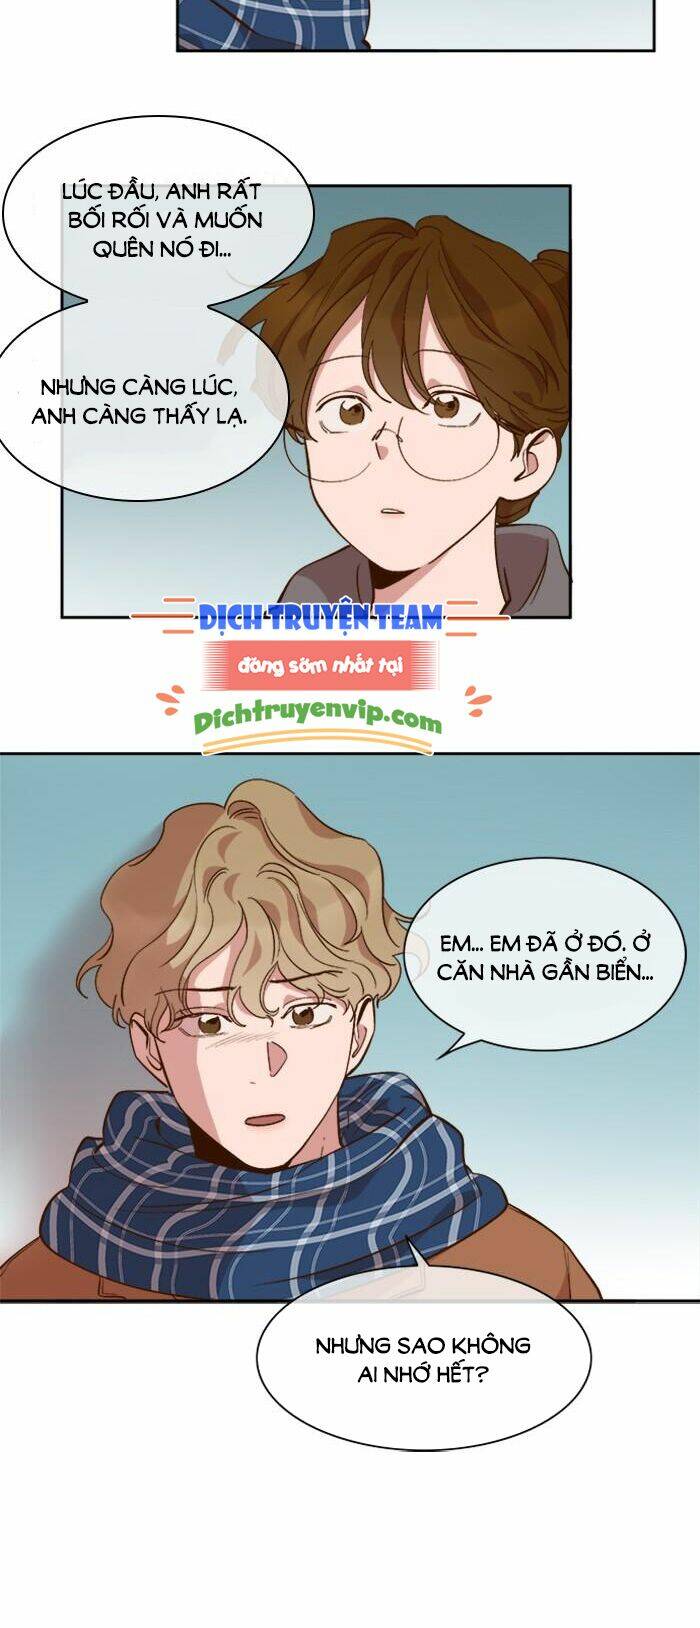 LÚC ĐẦU, ANH RẤT
BỐI RỐI VÀ MUỐN
QUÊN NÓ ĐI...
NHƯNG CÀNG LÚC,
ANH CÀNG THẤY LẠ.
DỊCH TRUYỆN TEAM
đăng sớm nhất tại
Dichtruyenvip.com
EM... EM ĐÃ Ở ĐÓ. Ở
CĂN NHÀ GẦN BIỂN...
NHƯNG SAO KHÔNG
AI NHỚ HẾT?